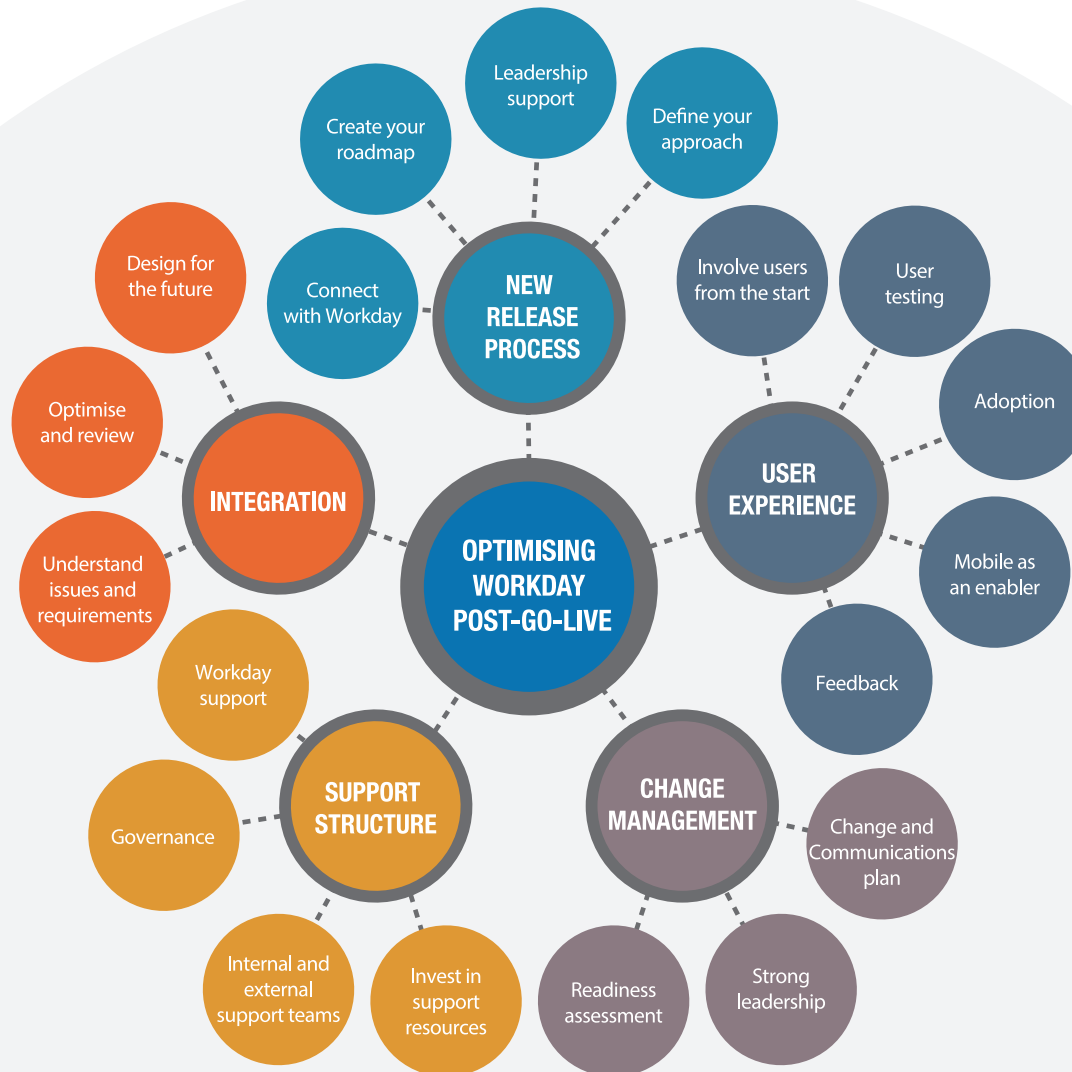 Leadership
support
Create your
roadmap
Define your
approach
Connect
with Workday
NEW
RELEASE
PROCESS
Design for
the future
Optimise
and review
Understand
issues and
requirements
INTEGRATION
Involve users
from the start
User
testing
Adoption
Mobile as
an enabler
Feedback
USER
EXPERIENCE
OPTIMISING
WORKDAY
POST-GO-LIVE
Workday
support
Governance
Internal and
external
support teams
Invest in
support
resources
SUPPORT
STRUCTURE
CHANGE
MANAGEMENT
Change and
Communications
plan
Strong
leadership
Readiness
assessment